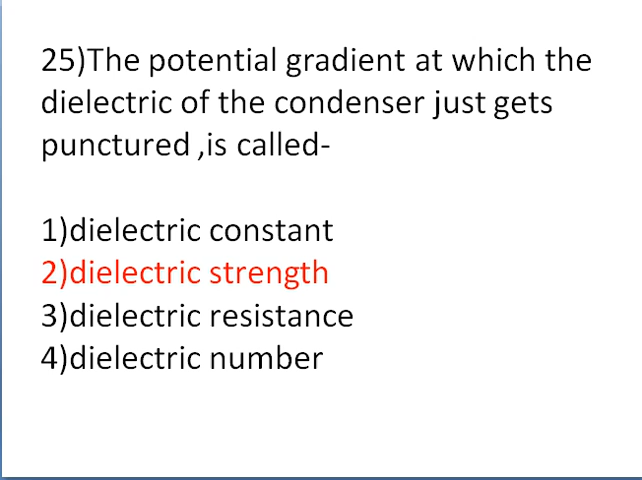 25)The potential gradient at which the
dielectric of the condenser just gets
punctured ,is called-
1)dielectric constant
2)dielectric strength
3)dielectric resistance
4)dielectric number